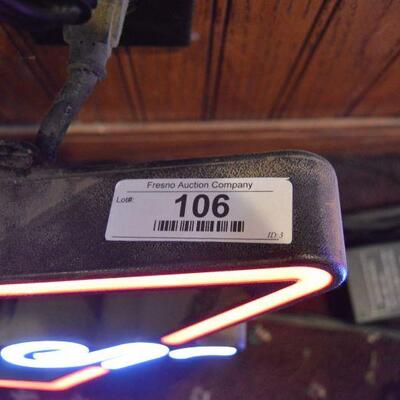 Fresno Auction Company
Lot#:
106
ID:3